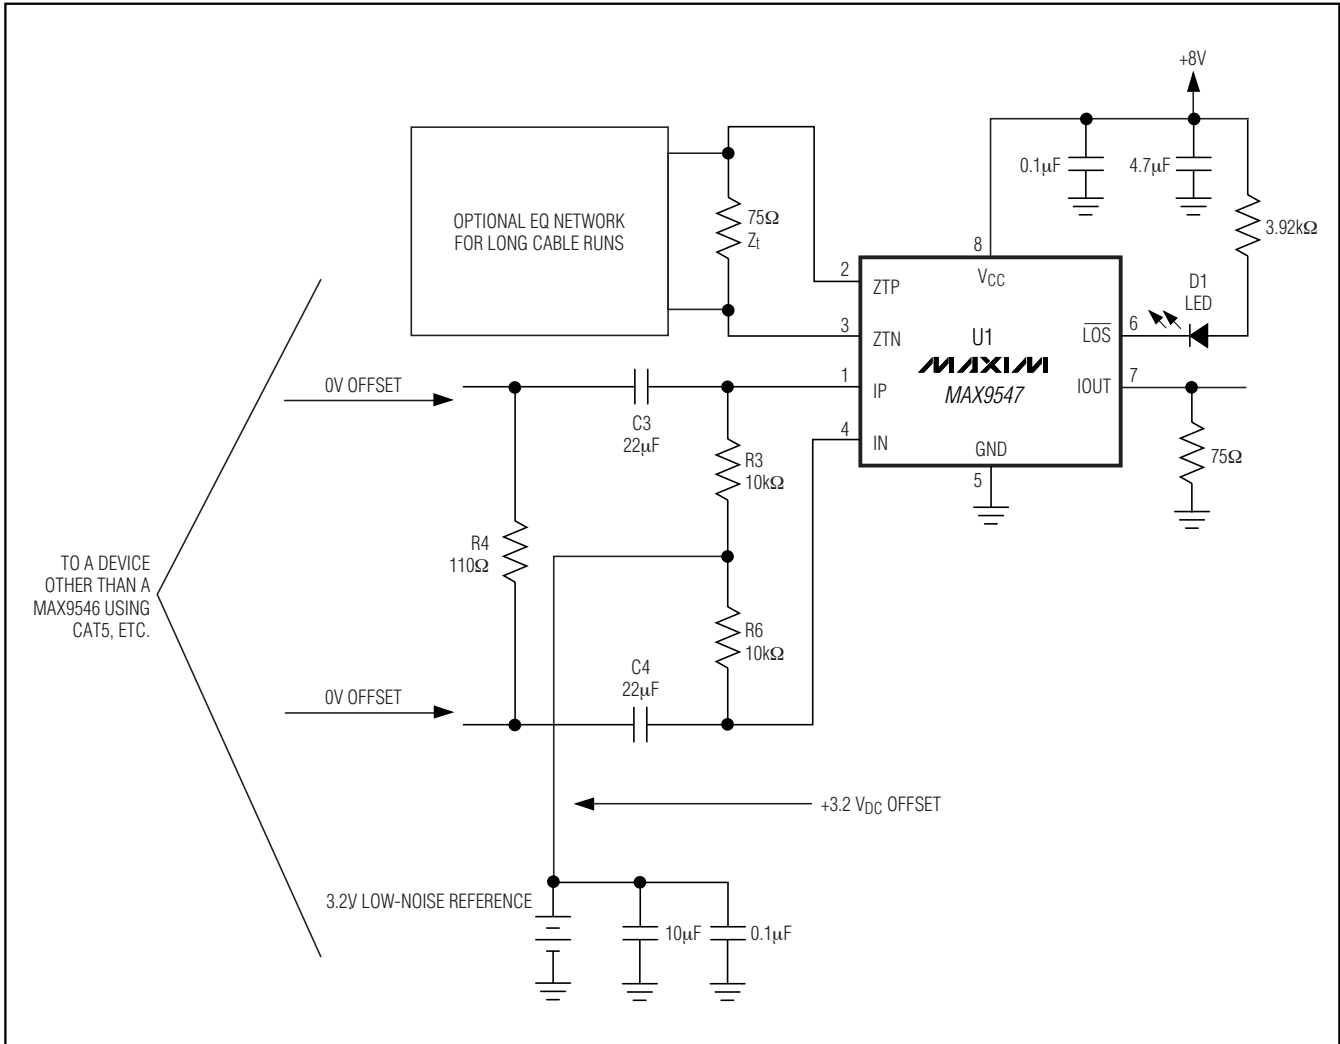 +8V
0.1µF
4.7µF
OPTIONAL EQ NETWORK
FOR LONG CABLE RUNS
75Ω
Zt
3.92kΩ
8
VCC
2
ZTP
D1
LED
3
ZTN
U1
MAXIM
MAX9547
LOS
6
0V OFFSET
1
IP
IOUT
7
C3
22µF
4
IN
GND
5
75Ω
R3
10kΩ
R4
110Ω
TO A DEVICE
OTHER THAN A
MAX9546 USING
CAT5, ETC.
R6
10kΩ
C4
22µF
0V OFFSET
+3.2 VDC OFFSET
3.2V LOW-NOISE REFERENCE
10µF
0.1µF